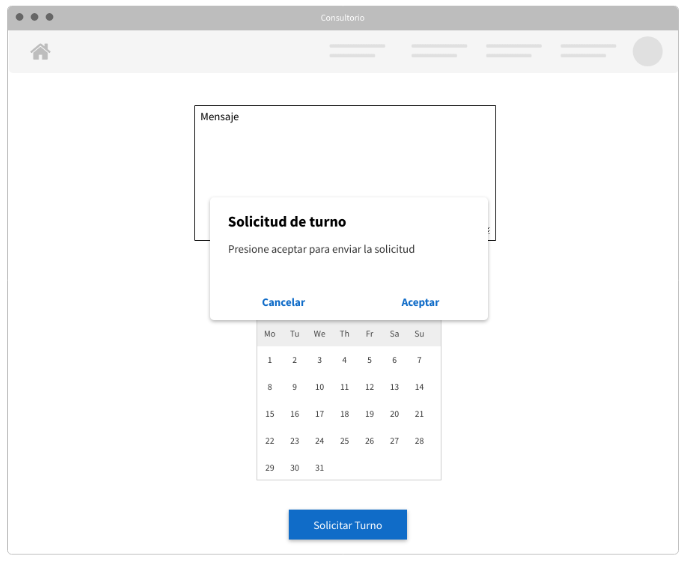 Consultorio
Mensaje
Solicitud de turno
Presione aceptar para enviar la solicitud
Cancelar Aceptar
Mo Tu We Th Fr Sa Su
1 2 3 4 5 6 7
8 9 10 11 12 13 14
15 16 17 18 19 20 21
22 23 24 25 26 27 28
29 30 31
Solicitar Turno